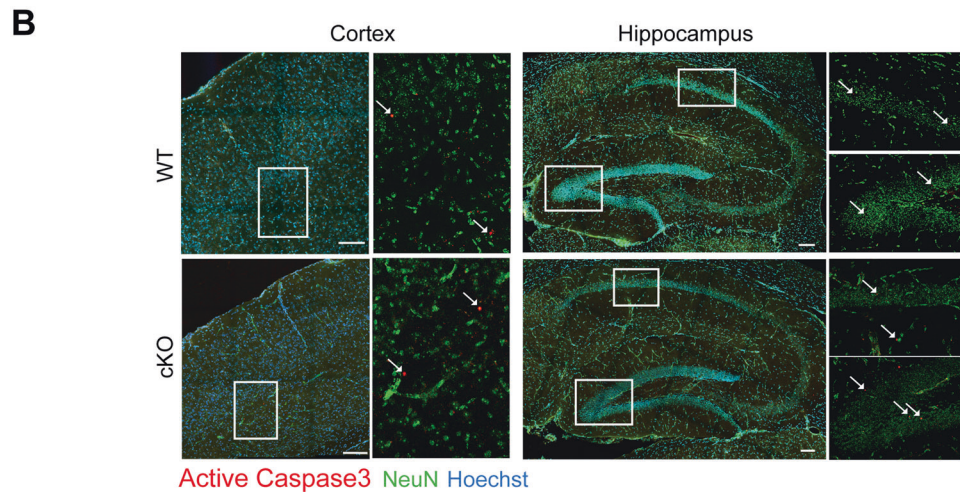 B
Cortex
Hippocampus
WT
cKO
Active Caspase3 NeuN Hoechst